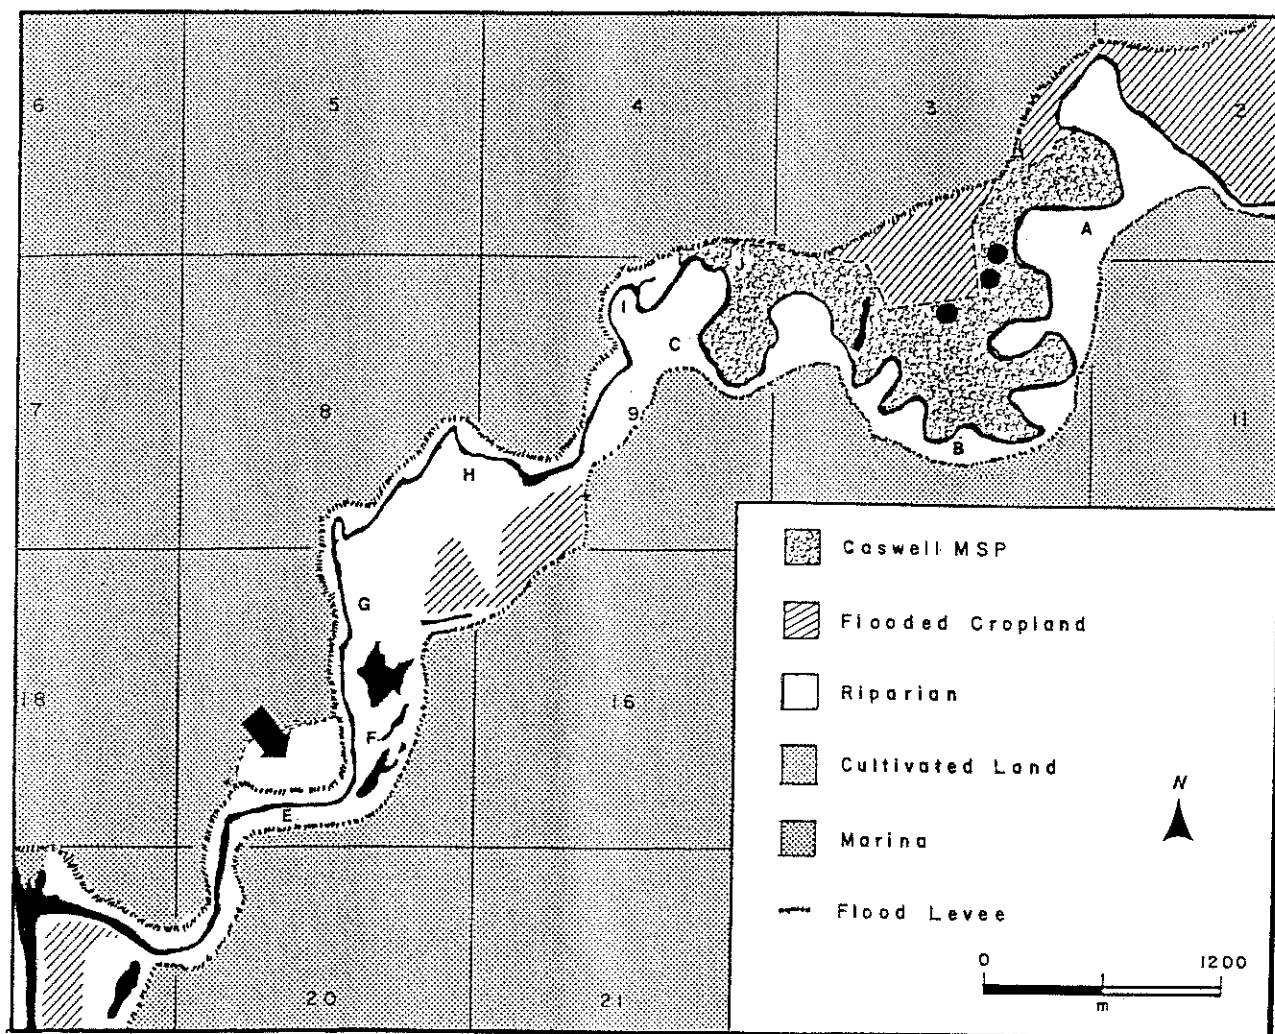 6 5 4 3 2
A
J
I
C
7 8 9 11
B
H
G
18 16
F
E
20 21
Caswell MSP
Flooded Cropland
Riparian
Cultivated Land
Marina
Flood Levee
N
0 1200
m